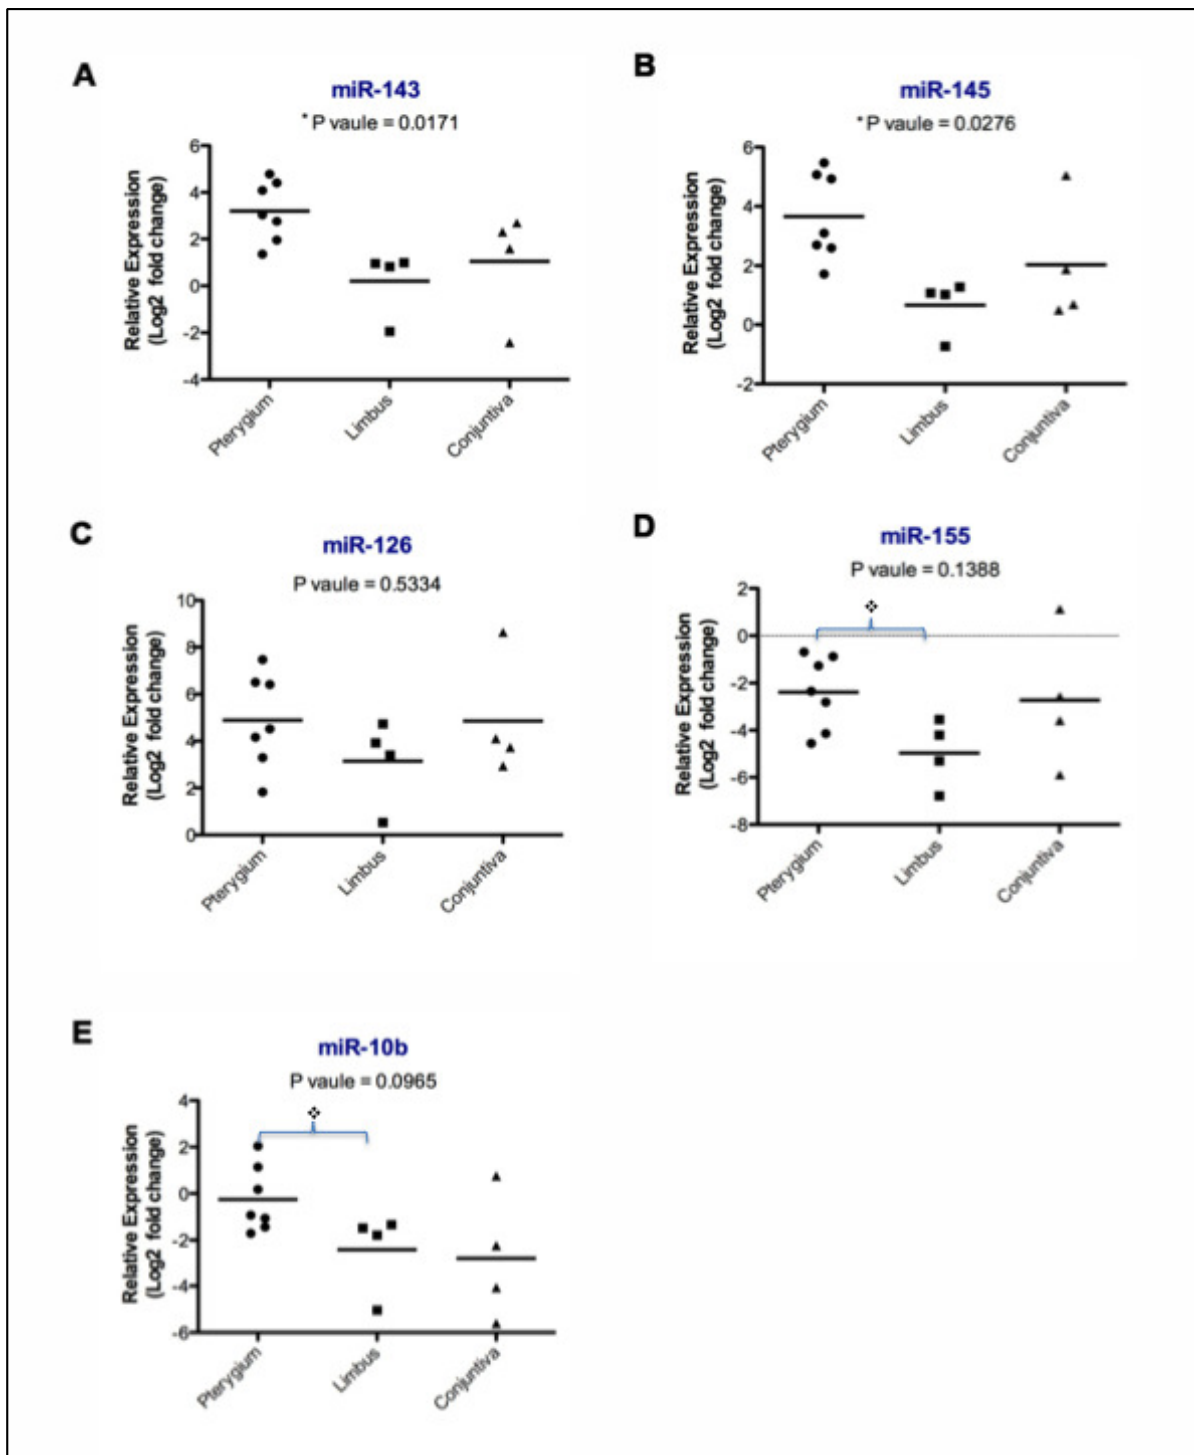 A
miR-143
*P vaule = 0.0171
Relative Expression
(Log2 fold change)
6
4
2
0
-2
-4
Pterygium
Limbus
Conjuntiva
B
miR-145
*P vaule = 0.0276
Relative Expression
(Log2 fold change)
6
4
2
0
-2
Pterygium
Limbus
Conjuntiva
C
miR-126
P vaule = 0.5334
Relative Expression
(Log2 fold change)
10
8
6
4
2
0
Pterygium
Limbus
Conjuntiva
D
miR-155
P vaule = 0.1388
Relative Expression
(Log2 fold change)
2
0
-2
-4
-6
-8
Pterygium
Limbus
Conjuntiva
E
miR-10b
P vaule = 0.0965
Relative Expression
(Log2 fold change)
4
2
0
-2
-4
-6
Pterygium
Limbus
Conjuntiva